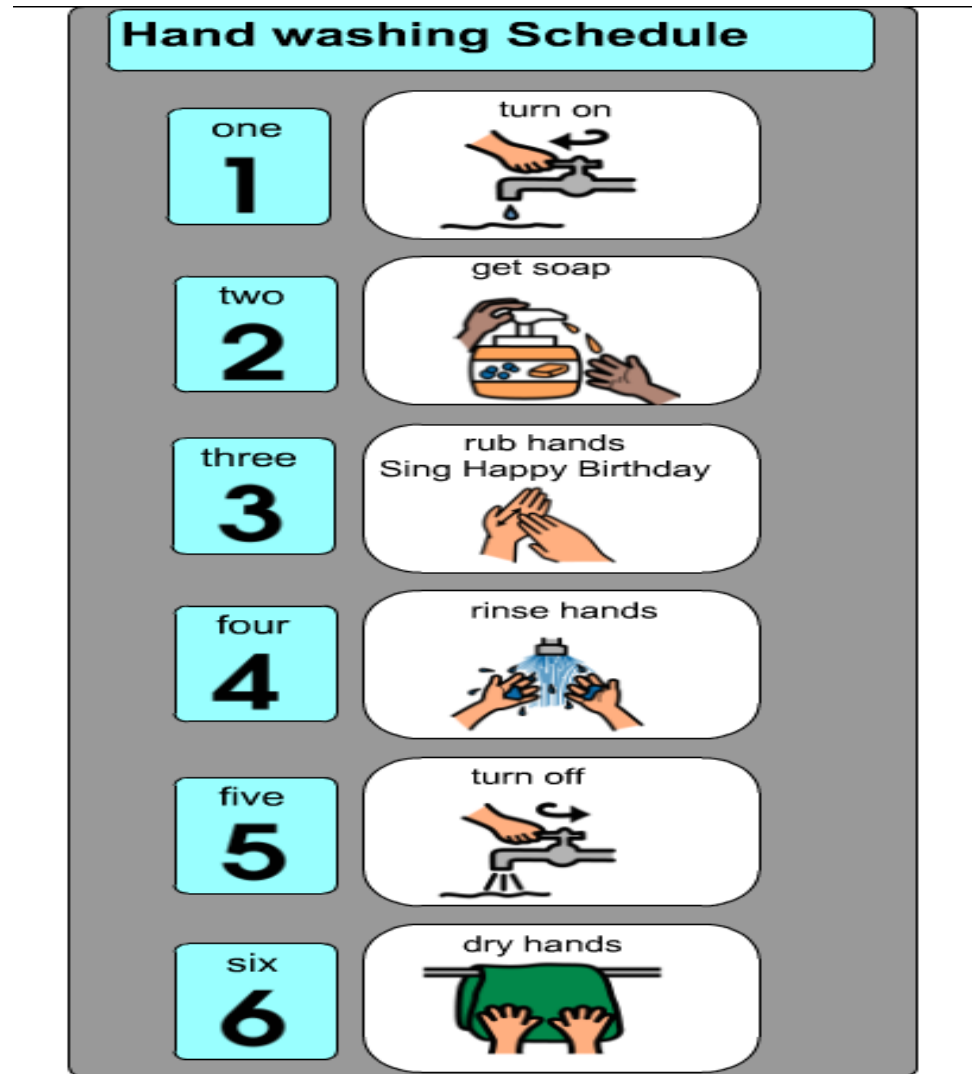 Hand washing Schedule
one
1
turn on
two
2
get soap
three
3
rub hands
Sing Happy Birthday
four
4
rinse hands
five
5
turn off
six
6
dry hands